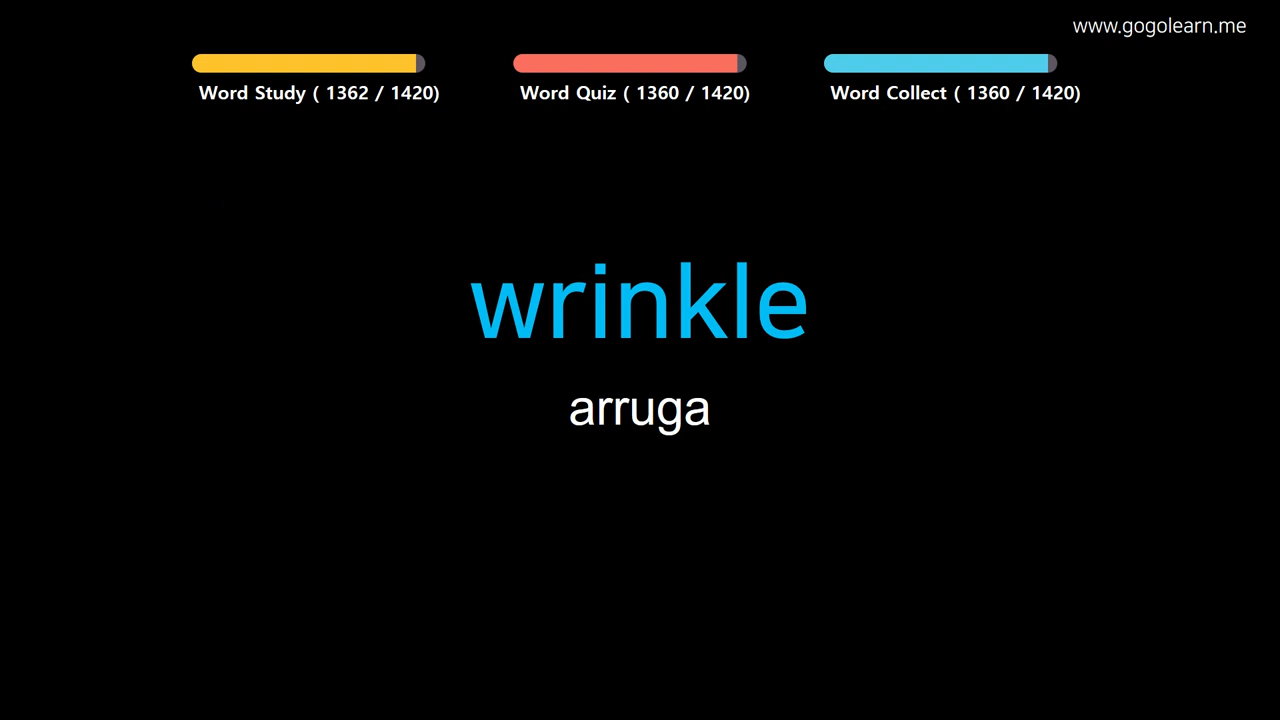 www.gogolearn.me
Word Study ( 1362 / 1420)
Word Quiz ( 1360 / 1420)
Word Collect ( 1360 / 1420)
wrinkle
arruga